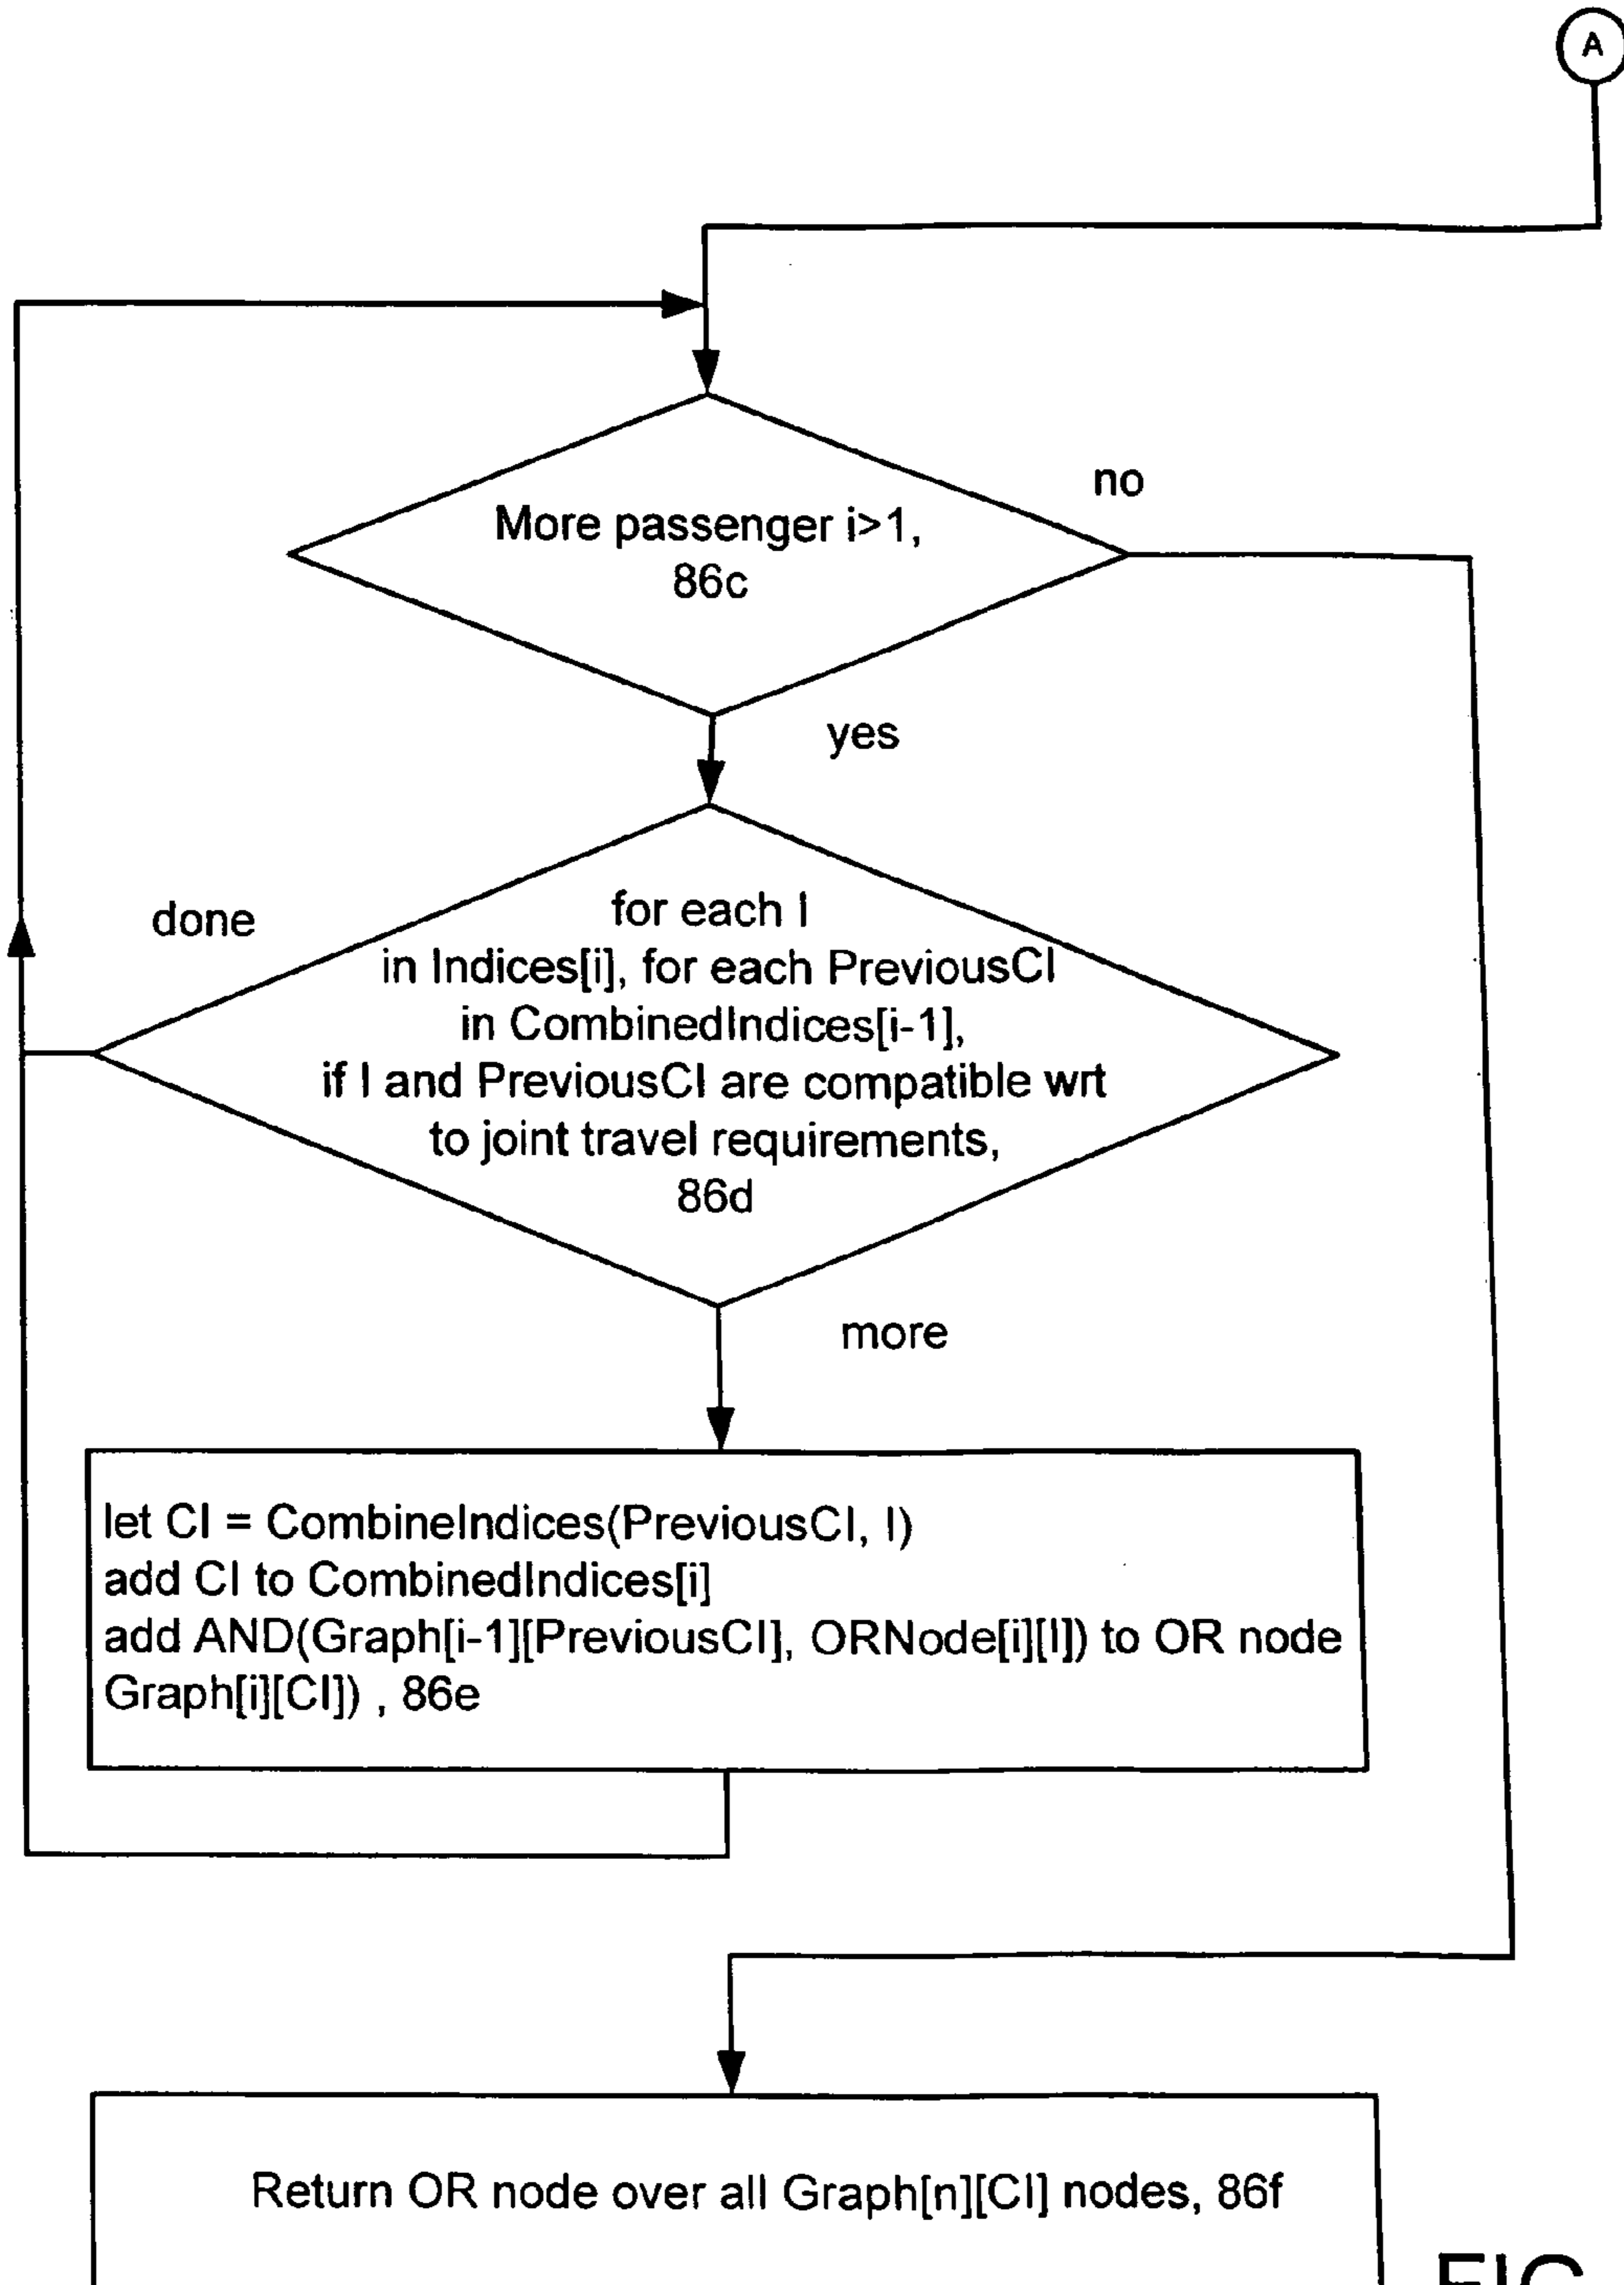 A
no
More passenger i>1,
86c
yes
done
for each I
in Indices[i], for each PreviousCI
in CombinedIndices[i-1],
if I and PreviousCI are compatible wrt
to joint travel requirements,
86d
more
let CI = CombineIndices(PreviousCI, I)
add CI to CombinedIndices[i]
add AND(Graph[i-1][PreviousCI], ORNode[i][I]) to OR node
Graph[i][CI]) , 86e
Return OR node over all Graph[n][CI] nodes, 86f
FIG